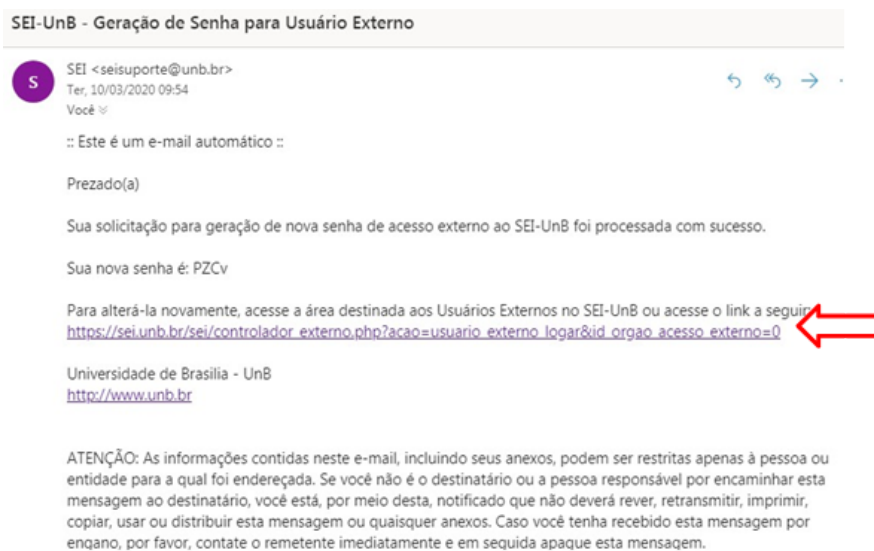 SEI-UnB - Geração de Senha para Usuário Externo
S
SEI <seisuporte@unb.br>
Ter, 10/03/2020 09:54
Você
:: Este é um e-mail automático ::
Prezado(a)
Sua solicitação para geração de nova senha de acesso externo ao SEI-UnB foi processada com sucesso.
Sua nova senha é: PZCv
Para alterá-la novamente, acesse a área destinada aos Usuários Externos no SEI-UnB ou acesse o link a seguir
https://sei.unb.br/sei/controlador_externo.php?acao=usuario_externo_logar&id_orgao_acesso_externo=0
Universidade de Brasilia - UnB
http://www.unb.br
ATENÇÃO: As informações contidas neste e-mail, incluindo seus anexos, podem ser restritas apenas à pessoa ou
entidade para a qual foi endereçada. Se você não é o destinatário ou a pessoa responsável por encaminhar esta
mensagem ao destinatário, você está, por meio desta, notificado que não deverá rever, retransmitir, imprimir,
copiar, usar ou distribuir esta mensagem ou quaisquer anexos. Caso você tenha recebido esta mensagem por
engano, por favor, contate o remetente imediatamente e em seguida apague esta mensagem.